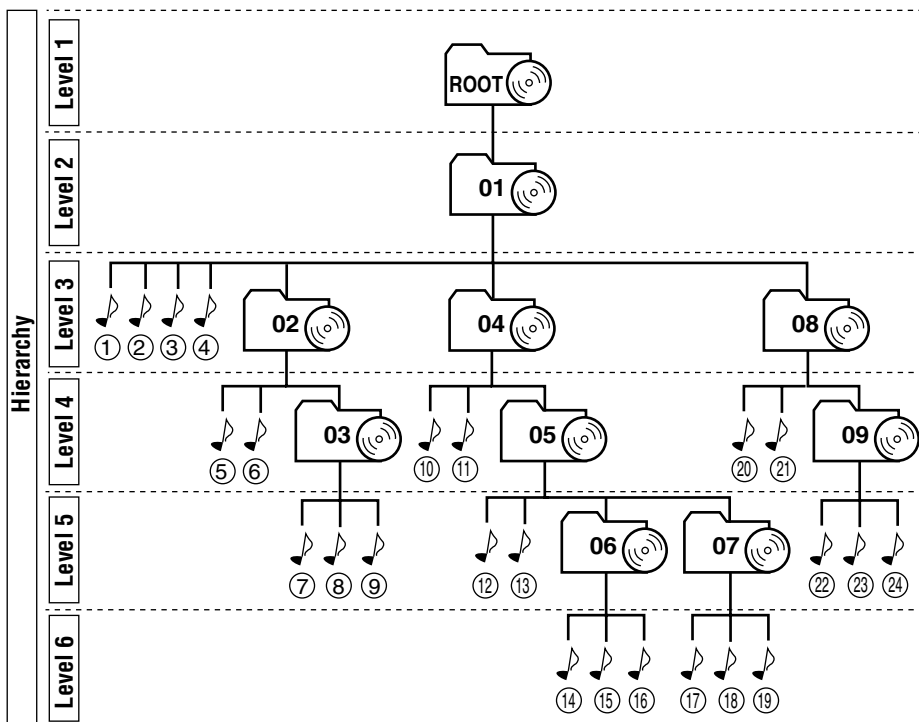 Hierarchy
Level 1
ROOT
Level 2
01
Level 3
02
04
08
① ② ③ ④
Level 4
03
05
09
⑤ ⑥
⑩ ⑪
⑳ ㉑
Level 5
06
07
⑦ ⑧ ⑨
⑫ ⑬
㉒ ㉓ ㉔
Level 6
⑭ ⑮ ⑯
⑰ ⑱ ⑲